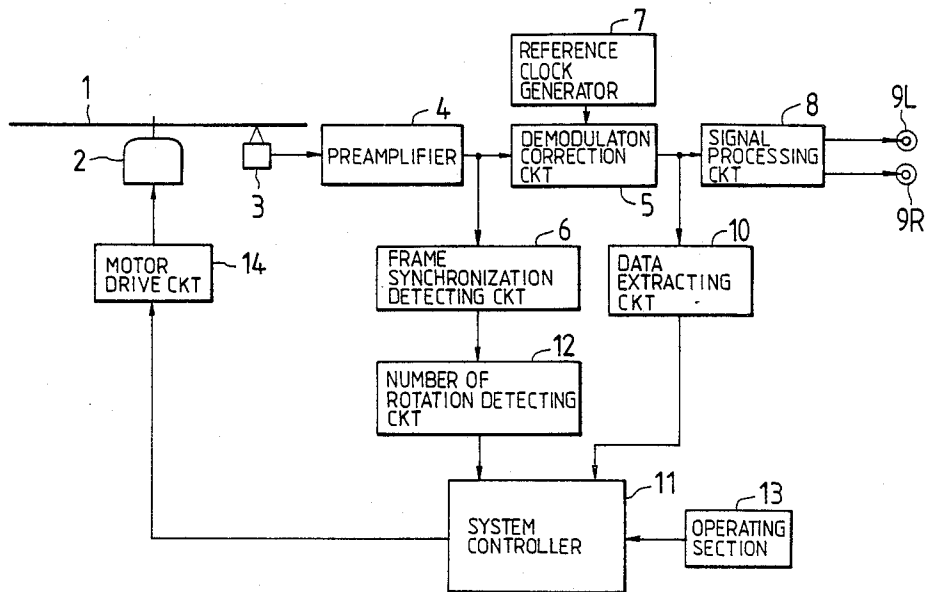 7
REFERENCE
CLOCK
GENERATOR
1
4
8
9L
2
PREAMPLIFIER
DEMODULATON
CORRECTION
CKT
SIGNAL
PROCESSING
CKT
3
5
9R
6
10
MOTOR
DRIVE CKT
14
FRAME
SYNCHRONIZATION
DETECTING CKT
DATA
EXTRACTING
CKT
12
NUMBER OF
ROTATION DETECTING
CKT
11
13
SYSTEM
CONTROLLER
OPERATING
SECTION